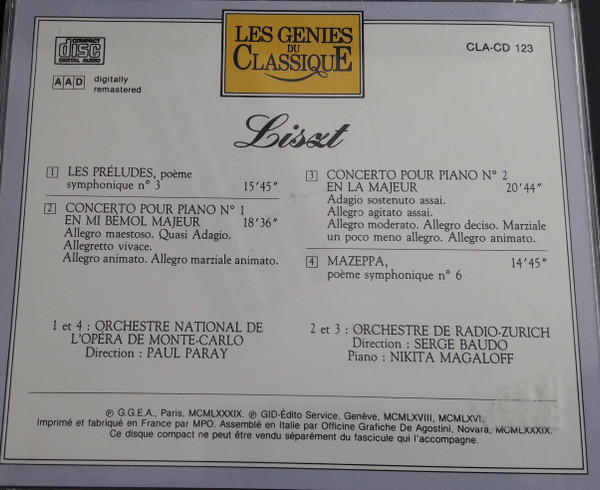 COMPACT
disc
DIGITAL AUDIO
AAD digitally
remastered
LES GENIES
DU
CLASSIQUE
CLA-CD 123
Liszt
1 LES PRÉLUDES, poème
symphonique n° 3 15'45"
2 CONCERTO POUR PIANO N° 1
EN MI BÉMOL MAJEUR 18'36"
Allegro maestoso. Quasi Adagio.
Allegretto vivace.
Allegro animato. Allegro marziale animato.
3 CONCERTO POUR PIANO N° 2
EN LA MAJEUR 20'44"
Adagio sostenuto assai.
Allegro agitato assai.
Allegro moderato. Allegro deciso. Marziale
un poco meno allegro. Allegro animato.
4 MAZEPPA, 14'45"
poème symphonique n° 6
1 et 4 : ORCHESTRE NATIONAL DE
L'OPÉRA DE MONTE-CARLO
Direction : PAUL PARAY
2 et 3 : ORCHESTRE DE RADIO-ZURICH
Direction : SERGE BAUDO
Piano : NIKITA MAGALOFF
℗ G.G.E.A., Paris, MCMLXXXIX. ℗ GID-Édito Service, Genève, MCMLXVIII, MCMLXVI.
Imprimé et fabriqué en France par MPO. Assemblé en Italie par Officine Grafiche De Agostini, Novara, MCMLXXXIX.
Ce disque compact ne peut être vendu séparément du fascicule qui l'accompagne.